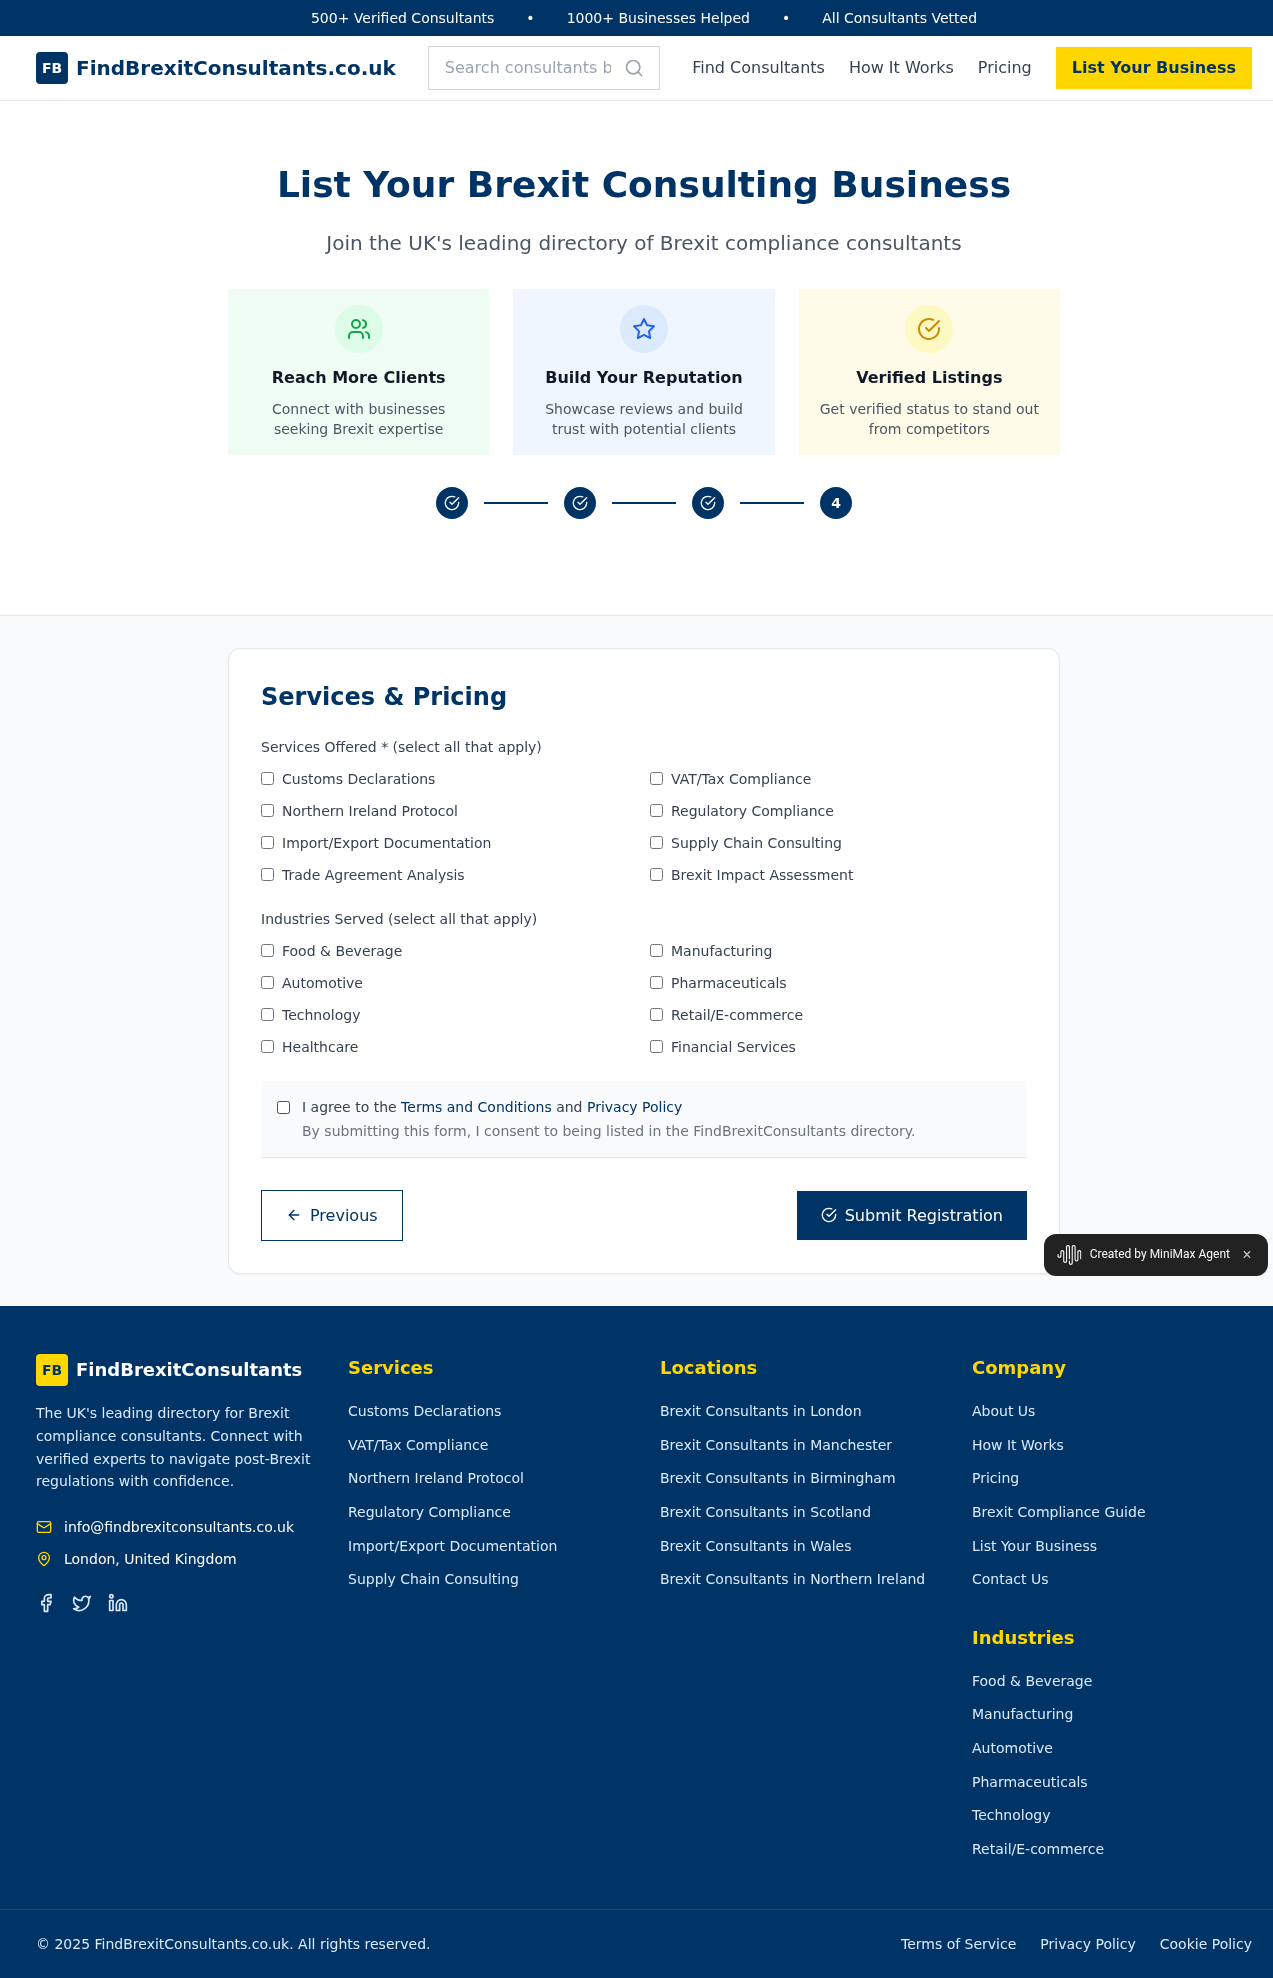 500+ Verified Consultants • 1000+ Businesses Helped • All Consultants Vetted
FB FindBrexitConsultants.co.uk
Search consultants b
Find Consultants How It Works Pricing List Your Business
List Your Brexit Consulting Business
Join the UK's leading directory of Brexit compliance consultants
Reach More Clients
Connect with businesses
seeking Brexit expertise
Build Your Reputation
Showcase reviews and build
trust with potential clients
Verified Listings
Get verified status to stand out
from competitors
4
Services & Pricing
Services Offered * (select all that apply)
Customs Declarations
VAT/Tax Compliance
Northern Ireland Protocol
Regulatory Compliance
Import/Export Documentation
Supply Chain Consulting
Trade Agreement Analysis
Brexit Impact Assessment
Industries Served (select all that apply)
Food & Beverage
Manufacturing
Automotive
Pharmaceuticals
Technology
Retail/E-commerce
Healthcare
Financial Services
I agree to the Terms and Conditions and Privacy Policy
By submitting this form, I consent to being listed in the FindBrexitConsultants directory.
Previous
Submit Registration
Created by MiniMax Agent ×
FB FindBrexitConsultants
The UK's leading directory for Brexit
compliance consultants. Connect with
verified experts to navigate post-Brexit
regulations with confidence.
info@findbrexitconsultants.co.uk
London, United Kingdom
Services
Customs Declarations
VAT/Tax Compliance
Northern Ireland Protocol
Regulatory Compliance
Import/Export Documentation
Supply Chain Consulting
Locations
Brexit Consultants in London
Brexit Consultants in Manchester
Brexit Consultants in Birmingham
Brexit Consultants in Scotland
Brexit Consultants in Wales
Brexit Consultants in Northern Ireland
Company
About Us
How It Works
Pricing
Brexit Compliance Guide
List Your Business
Contact Us
Industries
Food & Beverage
Manufacturing
Automotive
Pharmaceuticals
Technology
Retail/E-commerce
© 2025 FindBrexitConsultants.co.uk. All rights reserved.
Terms of Service Privacy Policy Cookie Policy